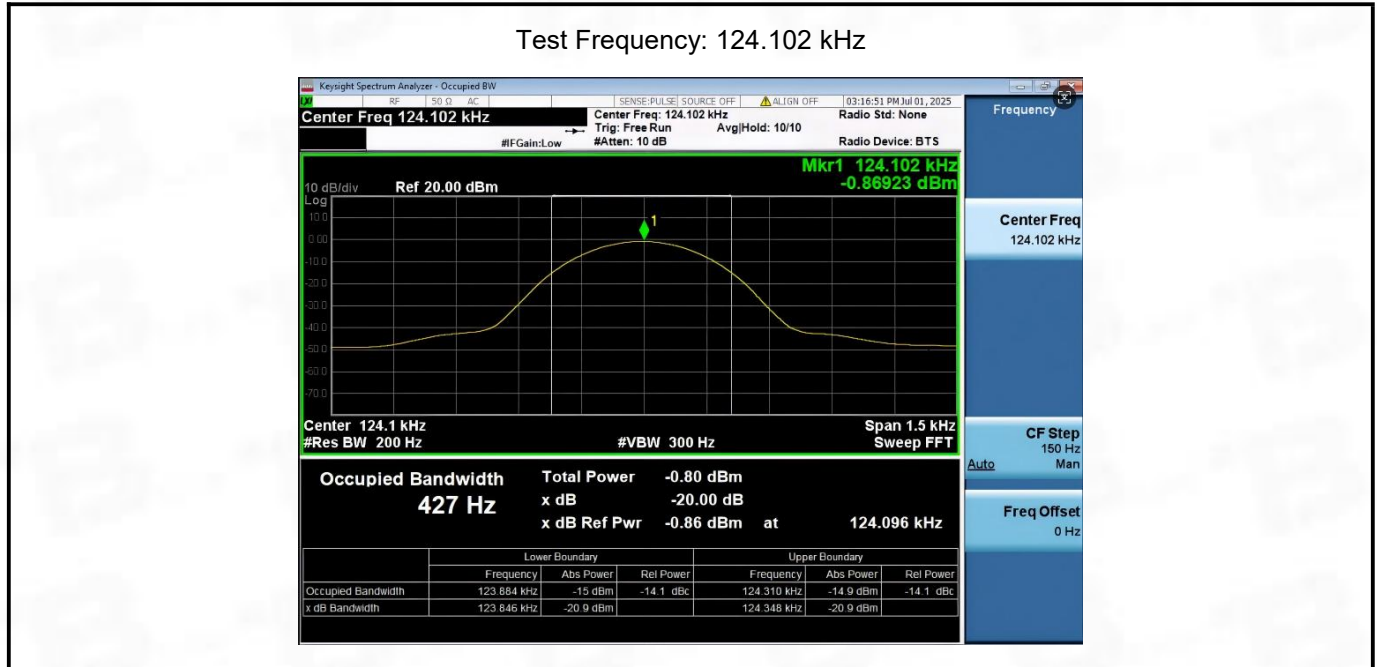 Test Frequency: 124.102 kHz
Keysight Spectrum Analyzer - Occupied BW
LXI RF 50 Ω AC SENSE:PULSE SOURCE OFF ALIGN OFF 03:16:51 PM Jul 01, 2025
Center Freq 124.102 kHz Center Freq: 124.102 kHz Radio Std: None
Trig: Free Run Avg|Hold: 10/10
#IFGain:Low #Atten: 10 dB Radio Device: BTS
Frequency
Mkr1 124.102 kHz
10 dB/div Ref 20.00 dBm -0.86923 dBm
Log
10.0
0.00
-10.0
-20.0
-30.0
-40.0
-50.0
-60.0
-70.0
1
Center 124.1 kHz Span 1.5 kHz
#Res BW 200 Hz #VBW 300 Hz Sweep FFT
Center Freq
124.102 kHz
CF Step
150 Hz
Auto Man
Freq Offset
0 Hz
Occupied Bandwidth Total Power -0.80 dBm
427 Hz x dB -20.00 dB
x dB Ref Pwr -0.86 dBm at 124.096 kHz
Lower Boundary Upper Boundary
Frequency Abs Power Rel Power Frequency Abs Power Rel Power
Occupied Bandwidth 123.884 kHz -15 dBm -14.1 dBc 124.310 kHz -14.9 dBm -14.1 dBc
x dB Bandwidth 123.846 kHz -20.9 dBm 124.348 kHz -20.9 dBm